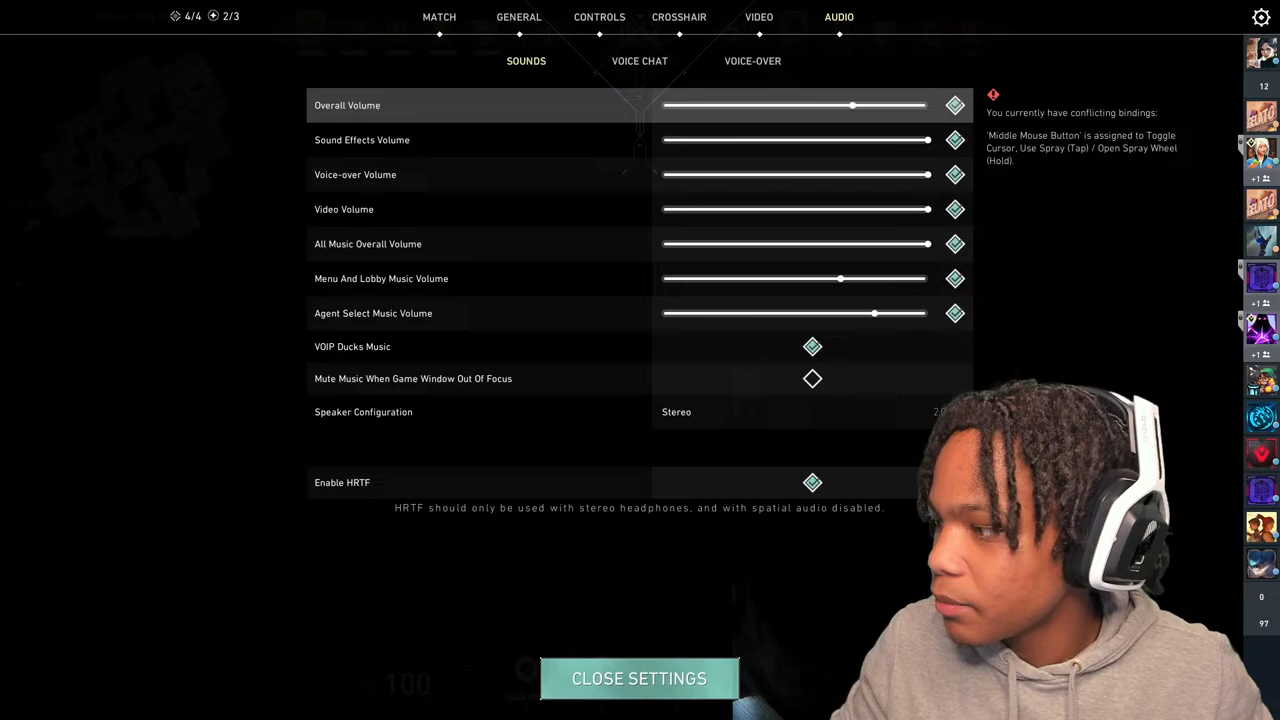 4/4 2/3
MATCH GENERAL CONTROLS CROSSHAIR VIDEO AUDIO
SOUNDS VOICE CHAT VOICE-OVER
Overall Volume
Sound Effects Volume
Voice-over Volume
Video Volume
All Music Overall Volume
Menu And Lobby Music Volume
Agent Select Music Volume
VOIP Ducks Music
Mute Music When Game Window Out Of Focus
Speaker Configuration Stereo
Enable HRTF
HRTF should only be used with stereo headphones, and with spatial audio disabled.
CLOSE SETTINGS
100
You currently have conflicting bindings:
'Middle Mouse Button' is assigned to Toggle
Cursor, Use Spray (Tap) / Open Spray Wheel
(Hold).
12
+1
+1
+1
0
97